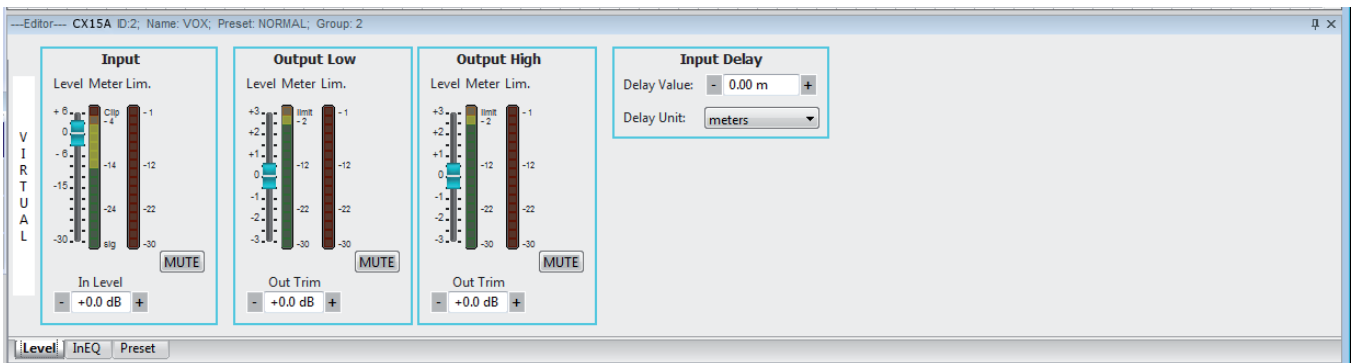 ---Editor--- CX15A ID:2; Name: VOX; Preset: NORMAL; Group: 2
VIRTUAL
Input
Level Meter Lim.
+6 Clip -1
0 -4
-6
-14 -12
-15
-24 -22
-30 sig -30
MUTE
In Level
- +0.0 dB +
Output Low
Level Meter Lim.
+3 limit -1
-2
+2
+1
-12 -12
0
-1
-22 -22
-2
-3 -30 -30
MUTE
Out Trim
- +0.0 dB +
Output High
Level Meter Lim.
+3 limit -1
-2
+2
+1
-12 -12
0
-1
-22 -22
-2
-3 -30 -30
MUTE
Out Trim
- +0.0 dB +
Input Delay
Delay Value: - 0.00 m +
Delay Unit: meters
Level InEQ Preset